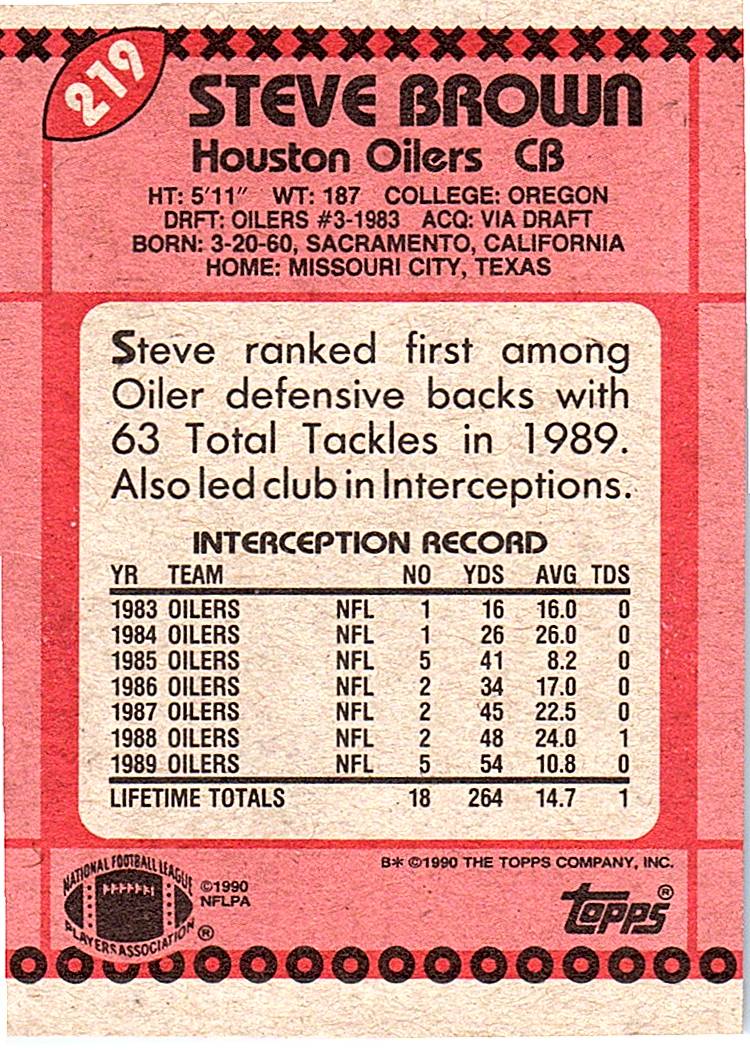 219
STEVE BROWN
Houston Oilers CB
HT: 5'11" WT: 187 COLLEGE: OREGON
DRFT: OILERS #3-1983 ACQ: VIA DRAFT
BORN: 3-20-60, SACRAMENTO, CALIFORNIA
HOME: MISSOURI CITY, TEXAS
Steve ranked first among
Oiler defensive backs with
63 Total Tackles in 1989.
Also led club in Interceptions.
INTERCEPTION RECORD
YR TEAM NO YDS AVG TDS
1983 OILERS NFL 1 16 16.0 0
1984 OILERS NFL 1 26 26.0 0
1985 OILERS NFL 5 41 8.2 0
1986 OILERS NFL 2 34 17.0 0
1987 OILERS NFL 2 45 22.5 0
1988 OILERS NFL 2 48 24.0 1
1989 OILERS NFL 5 54 10.8 0
LIFETIME TOTALS 18 264 14.7 1
B* ©1990 THE TOPPS COMPANY, INC.
NATIONAL FOOTBALL LEAGUE
PLAYERS ASSOCIATION ®
©1990
NFLPA
topps®